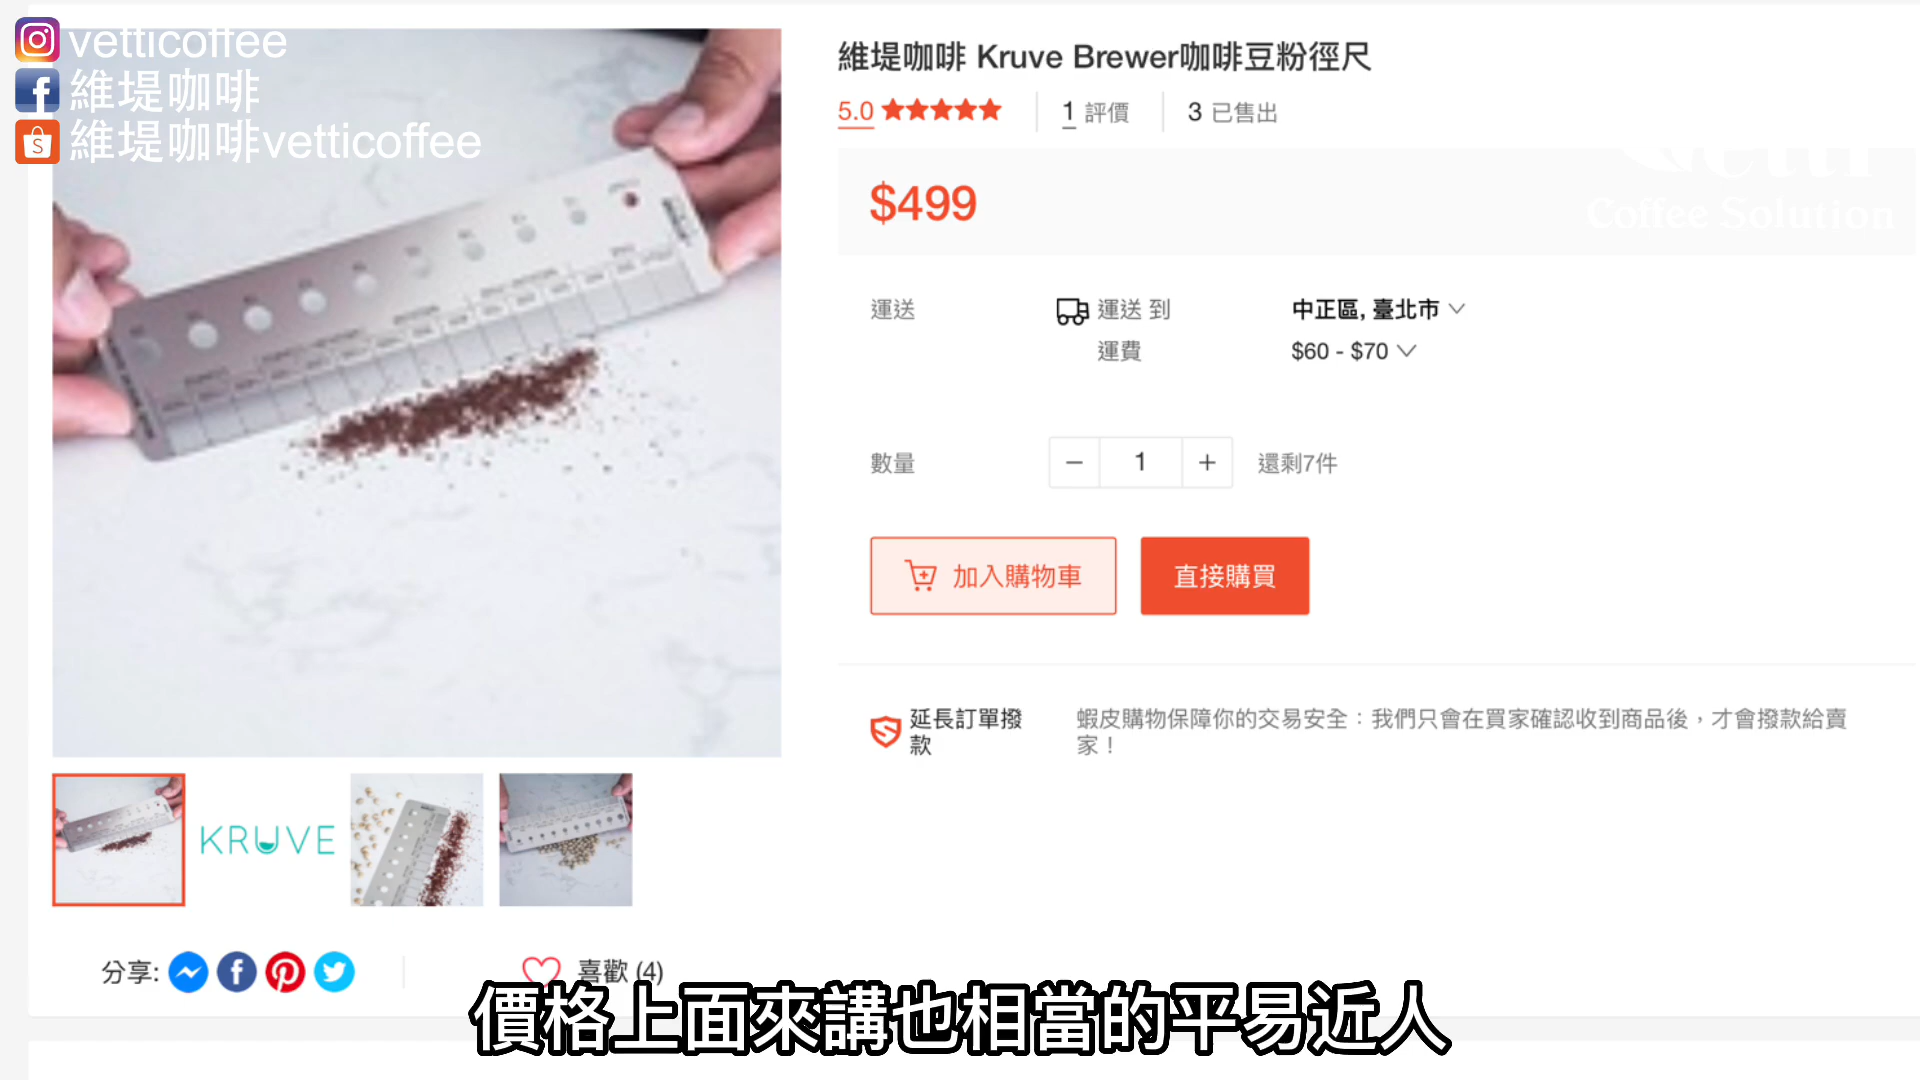 vetticoffee
維堤咖啡
維堤咖啡vetticoffee
維堤咖啡 Kruve Brewer咖啡豆粉徑尺
5.0
1 評價
3 已售出
$499
Coffee Solution
運送
運送 到
中正區, 臺北市
運費
$60 - $70
數量
1
還剩7件
加入購物車
直接購買
延長訂單撥款
蝦皮購物保障你的交易安全：我們只會在買家確認收到商品後，才會撥款給賣
家！
KRUVE
分享:
喜歡 (4)
價格上面來講也相當的平易近人